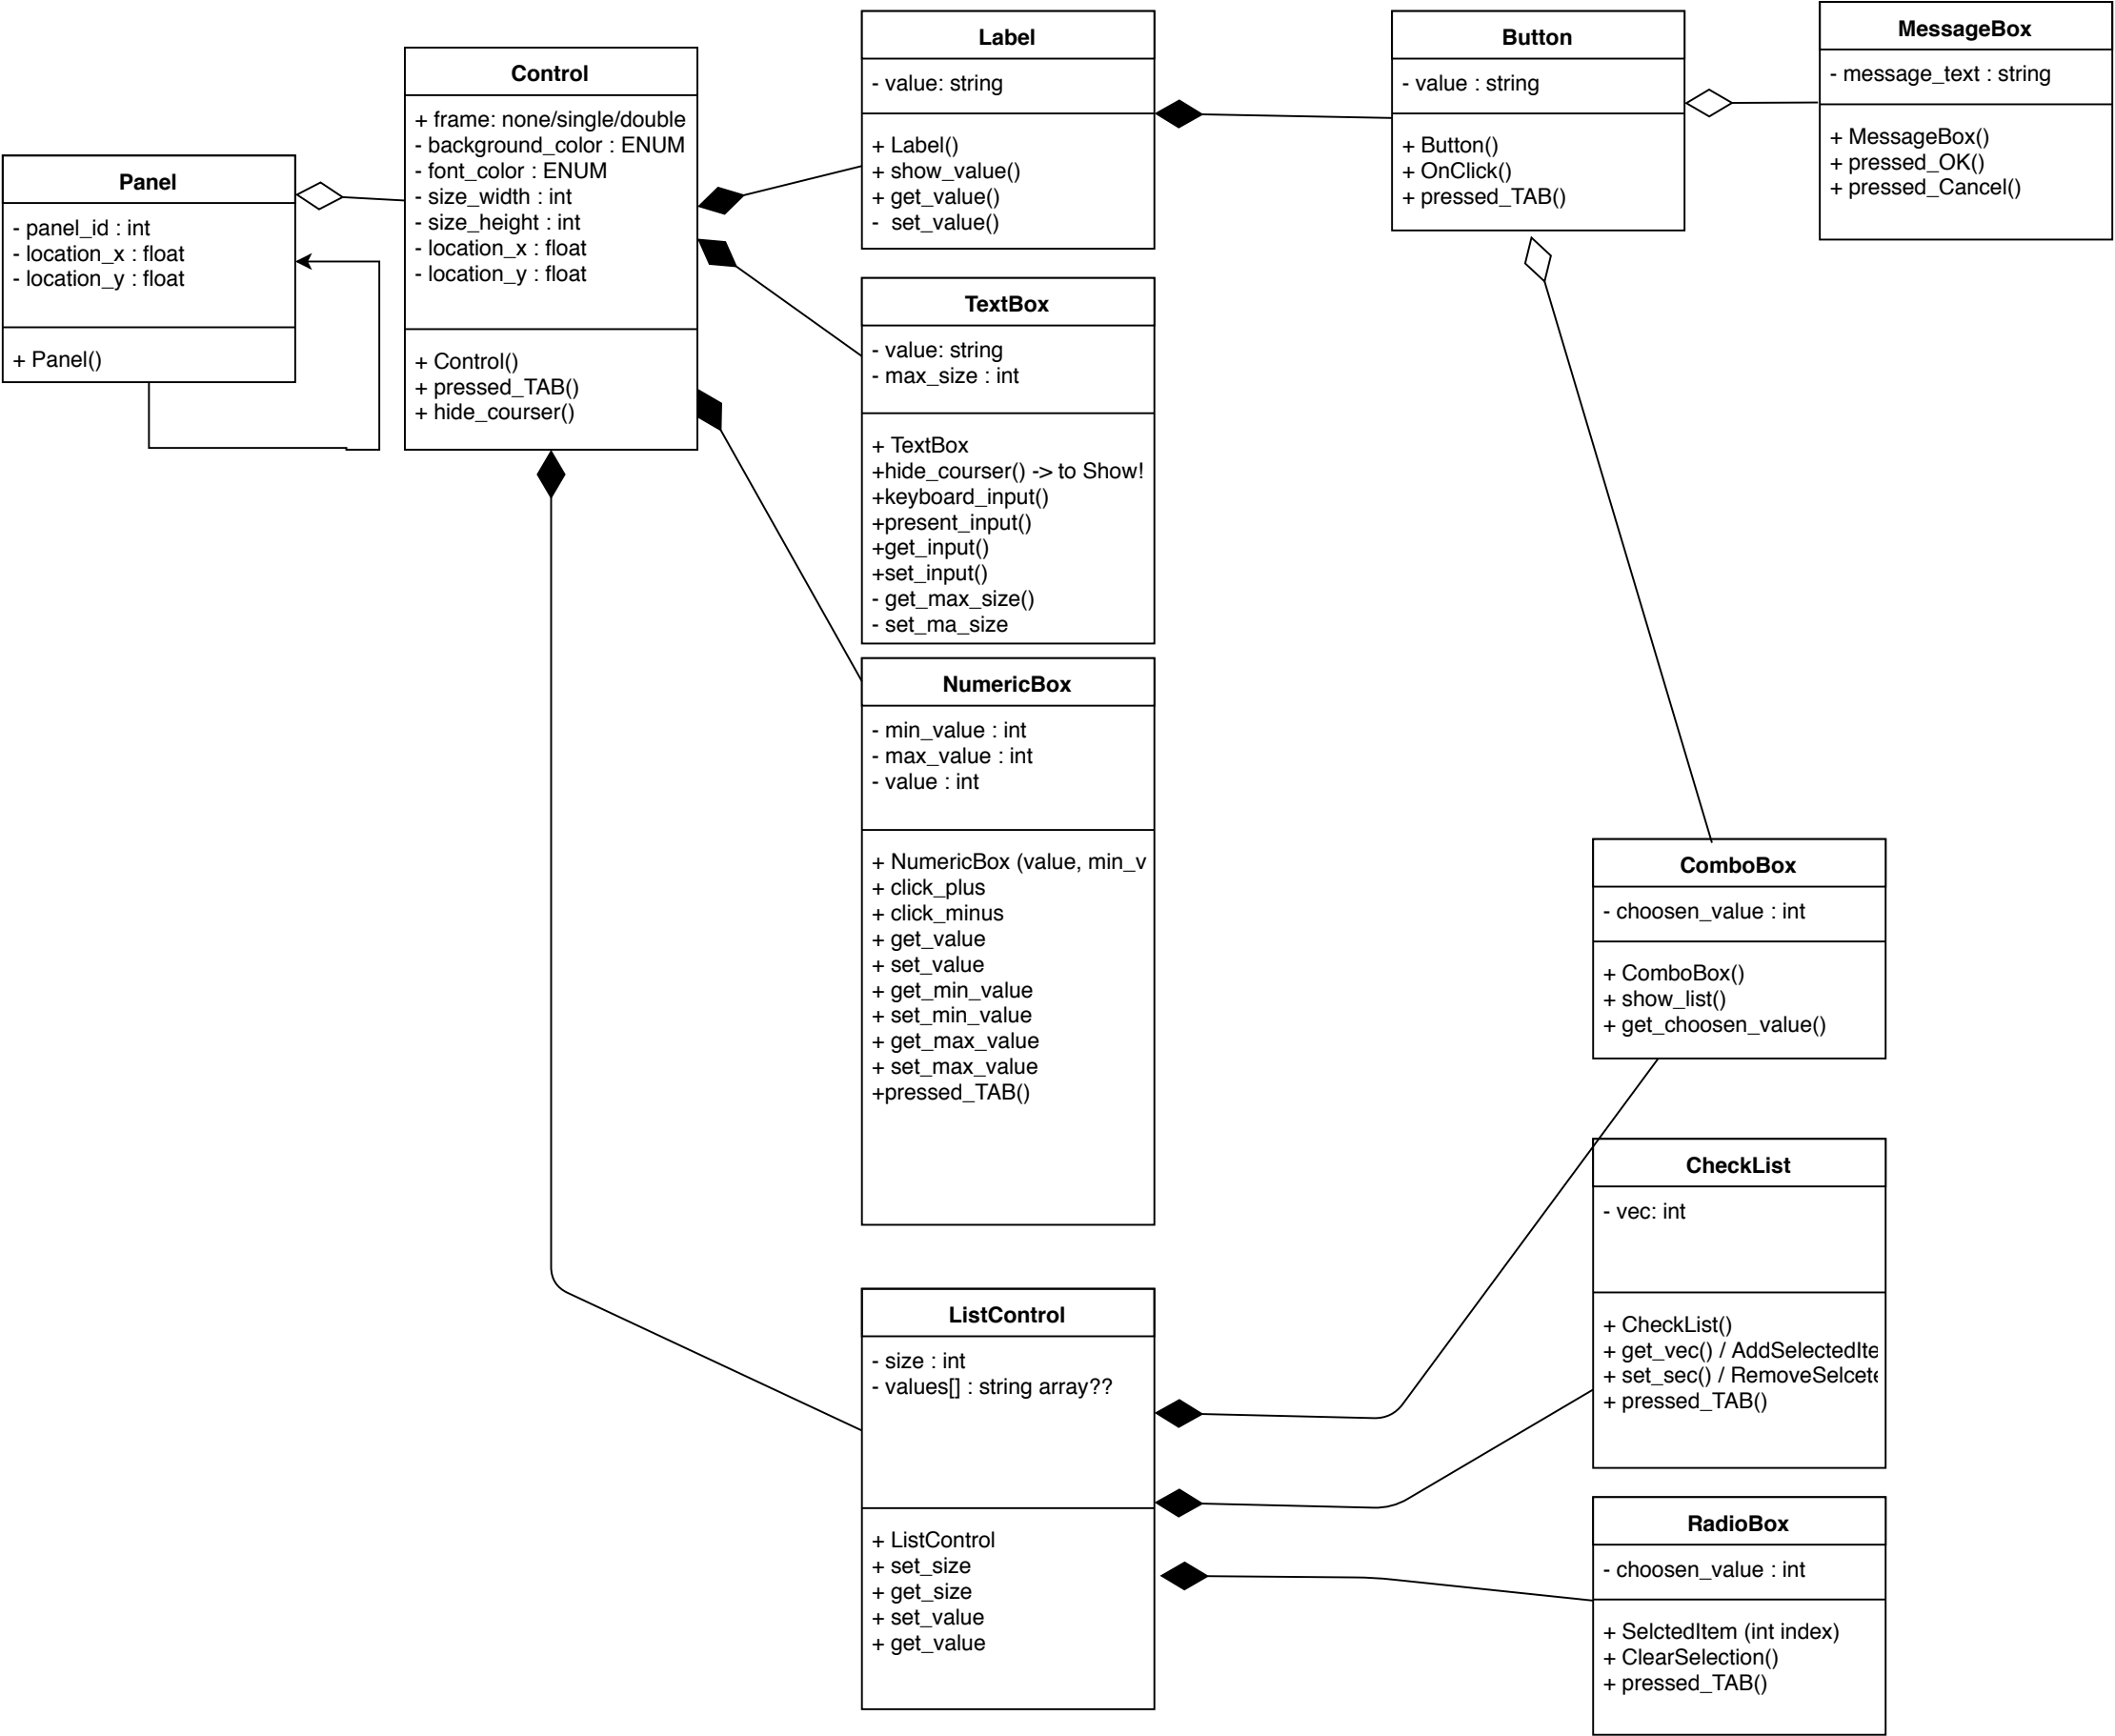 Panel
- panel_id : int
- location_x : float
- location_y : float
+ Panel()
Control
+ frame: none/single/double
- background_color : ENUM
- font_color : ENUM
- size_width : int
- size_height : int
- location_x : float
- location_y : float
+ Control()
+ pressed_TAB()
+ hide_courser()
Label
- value: string
+ Label()
+ show_value()
+ get_value()
-  set_value()
TextBox
- value: string
- max_size : int
+ TextBox
+hide_courser() -> to Show!
+keyboard_input()
+present_input()
+get_input()
+set_input()
- get_max_size()
- set_ma_size
NumericBox
- min_value : int
- max_value : int
- value : int
+ NumericBox (value, min_v
+ click_plus
+ click_minus
+ get_value
+ set_value
+ get_min_value
+ set_min_value
+ get_max_value
+ set_max_value
+pressed_TAB()
ListControl
- size : int
- values[] : string array??
+ ListControl
+ set_size
+ get_size
+ set_value
+ get_value
Button
- value : string
+ Button()
+ OnClick()
+ pressed_TAB()
MessageBox
- message_text : string
+ MessageBox()
+ pressed_OK()
+ pressed_Cancel()
ComboBox
- choosen_value : int
+ ComboBox()
+ show_list()
+ get_choosen_value()
CheckList
- vec: int
+ CheckList()
+ get_vec() / AddSelectedIte
+ set_sec() / RemoveSelcete
+ pressed_TAB()
RadioBox
- choosen_value : int
+ SelctedItem (int index)
+ ClearSelection()
+ pressed_TAB()